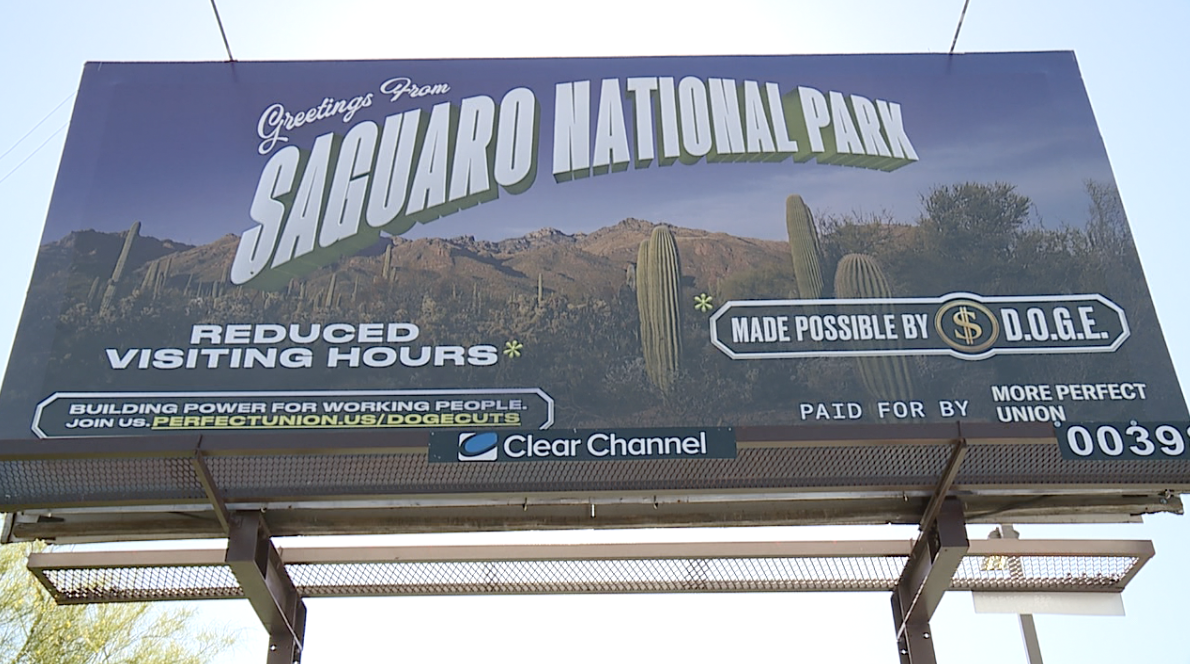 Greetings From
SAGUARO NATIONAL PARK
REDUCED
VISITING HOURS*
* MADE POSSIBLE BY $ D.O.G.E.
BUILDING POWER FOR WORKING PEOPLE.
JOIN US. PERFECTUNION.US/DOGECUTS
PAID FOR BY MORE PERFECT
UNION
Clear Channel
0039